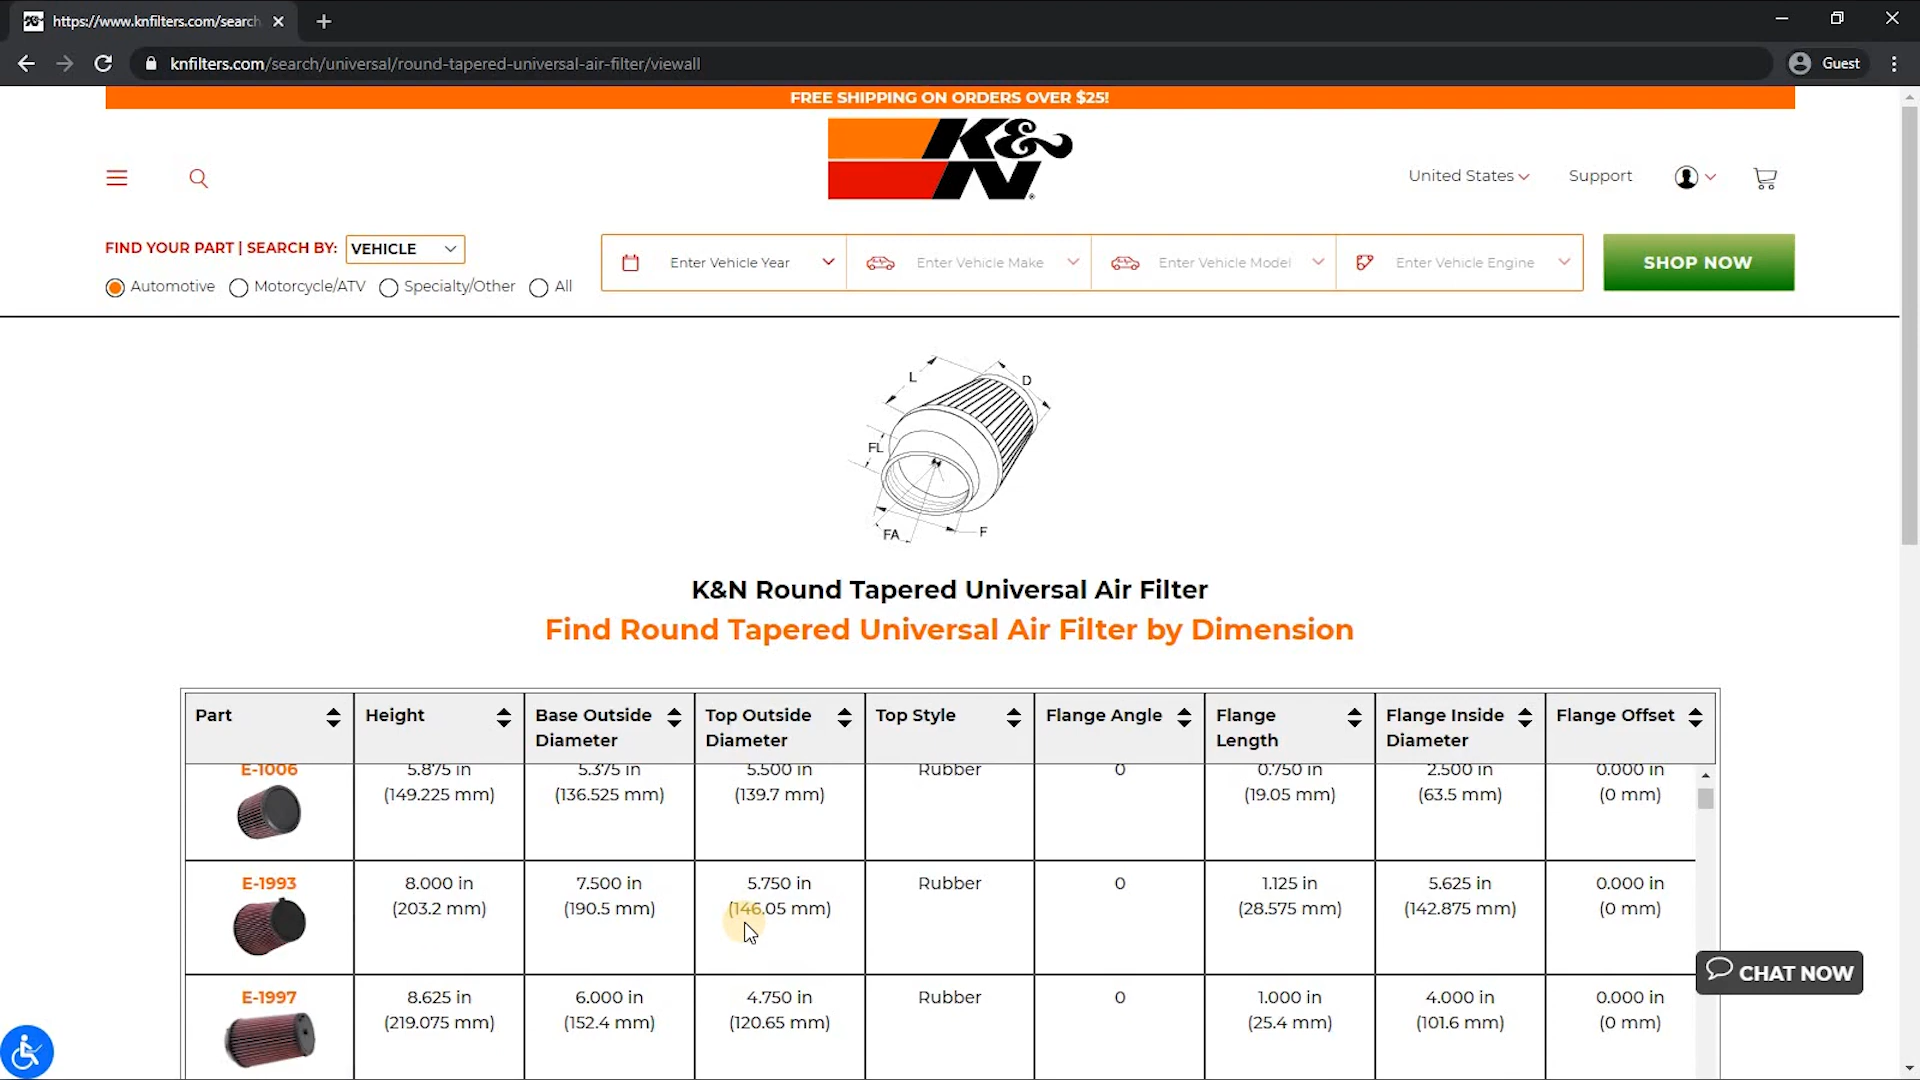 https://www.knfilters.com/search
knfilters.com/search/universal/round-tapered-universal-air-filter/viewall
Guest
FREE SHIPPING ON ORDERS OVER $25!
K&N
United States
Support
FIND YOUR PART | SEARCH BY: VEHICLE
Automotive Motorcycle/ATV Specialty/Other All
Enter Vehicle Year Enter Vehicle Make Enter Vehicle Model Enter Vehicle Engine
SHOP NOW
L D
FL
FA F
K&N Round Tapered Universal Air Filter
Find Round Tapered Universal Air Filter by Dimension
Part Height Base Outside Diameter Top Outside Diameter Top Style Flange Angle Flange Length Flange Inside Diameter Flange Offset
E-1006 5.875 in 5.375 in 5.500 in Rubber 0 0.750 in 2.500 in 0.000 in
(149.225 mm) (136.525 mm) (139.7 mm) (19.05 mm) (63.5 mm) (0 mm)
E-1993 8.000 in 7.500 in 5.750 in Rubber 0 1.125 in 5.625 in 0.000 in
(203.2 mm) (190.5 mm) (146.05 mm) (28.575 mm) (142.875 mm) (0 mm)
E-1997 8.625 in 6.000 in 4.750 in Rubber 0 1.000 in 4.000 in 0.000 in
(219.075 mm) (152.4 mm) (120.65 mm) (25.4 mm) (101.6 mm) (0 mm)
CHAT NOW